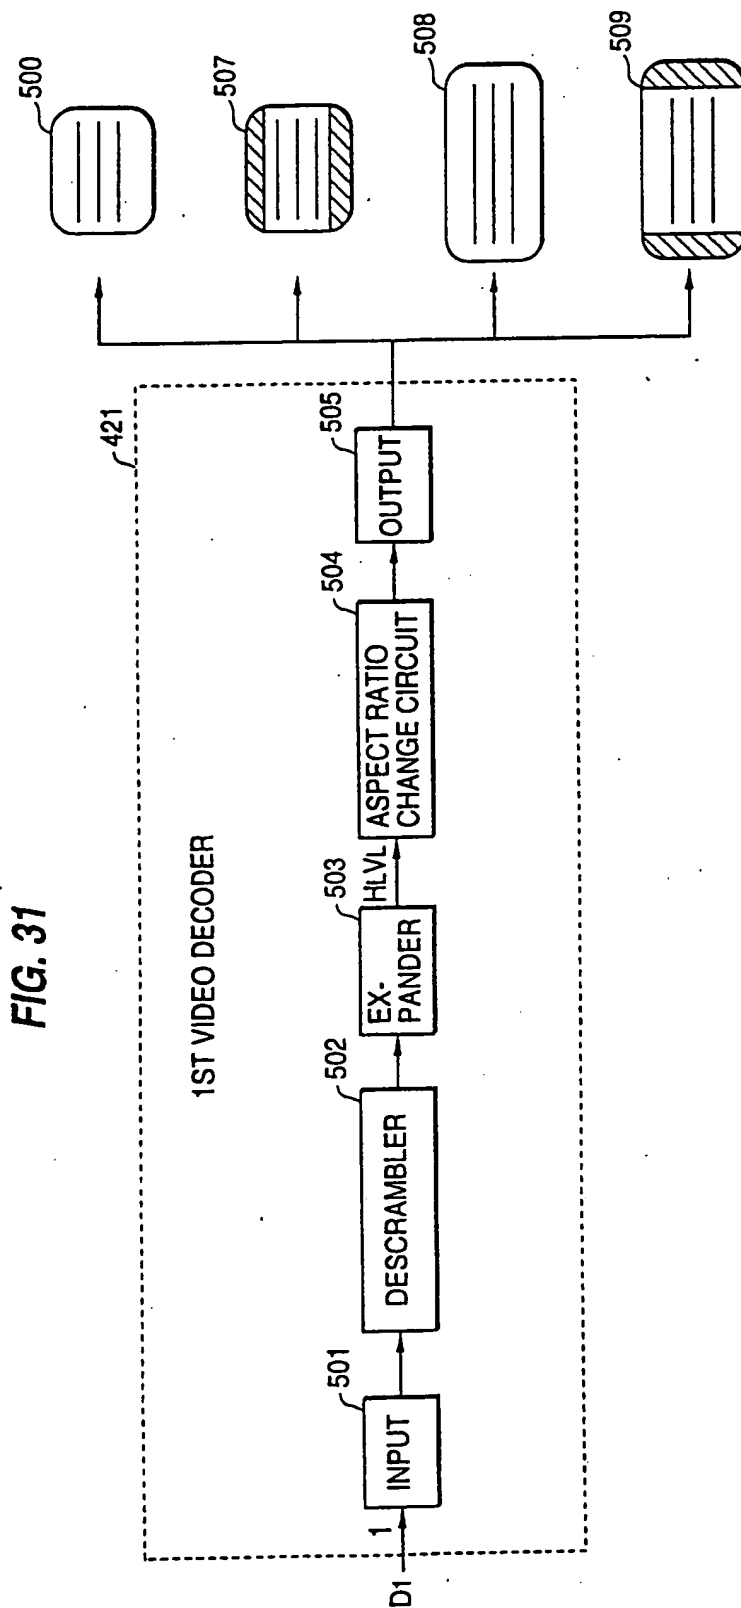 FIG. 31
1ST VIDEO DECODER
421
D1
1
501
INPUT
502
DESCRAMBLER
503
EX-
PANDER
HLVL
504
ASPECT RATIO
CHANGE CIRCUIT
505
OUTPUT
500
507
508
509